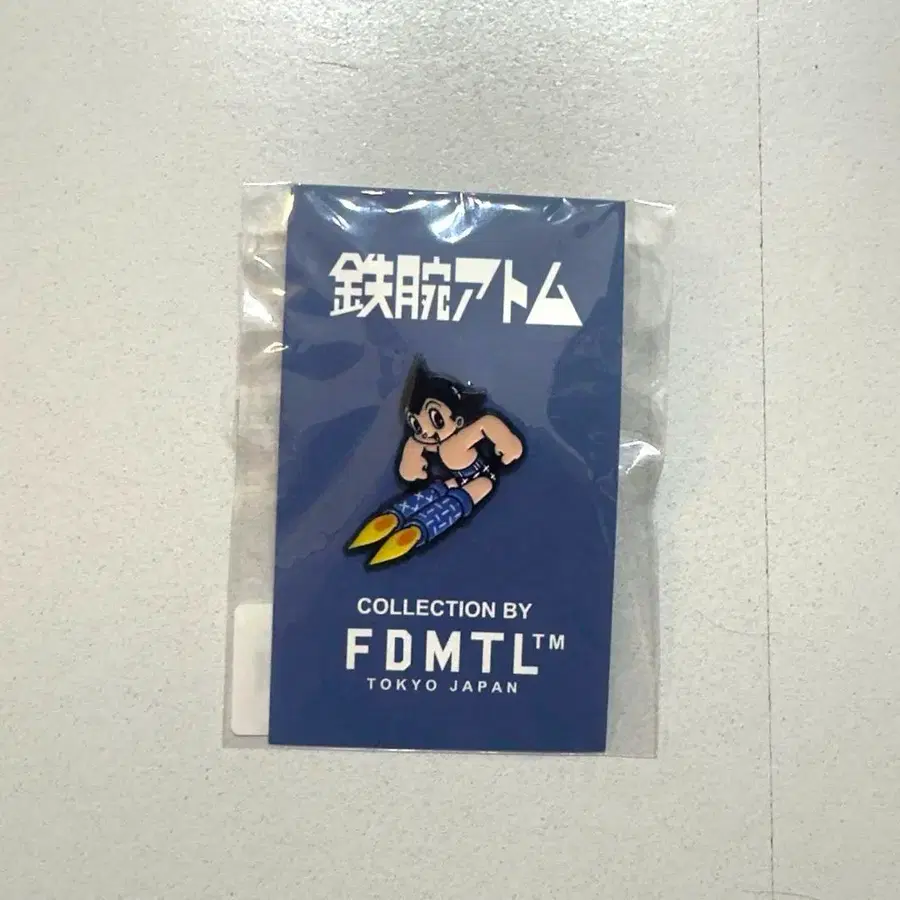 鉄腕アトム
COLLECTION BY
FDMTL™
TOKYO JAPAN